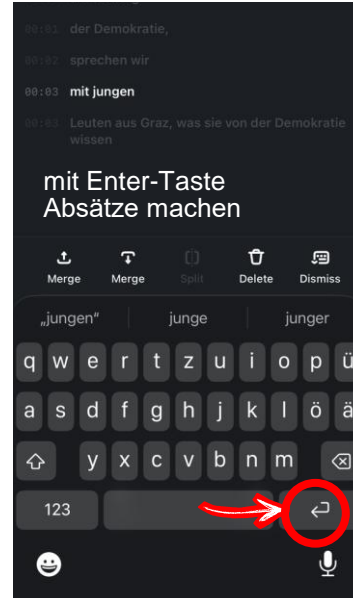 00:01 der Demokratie,
00:02 sprechen wir
00:03 mit jungen
00:03 Leuten aus Graz, was sie von der Demokratie
wissen
mit Enter-Taste
Absätze machen
Merge Merge Split Delete Dismiss
„jungen“ junge junger
q w e r t z u i o p ü
a s d f g h j k l ö ä
y x c v b n m
123